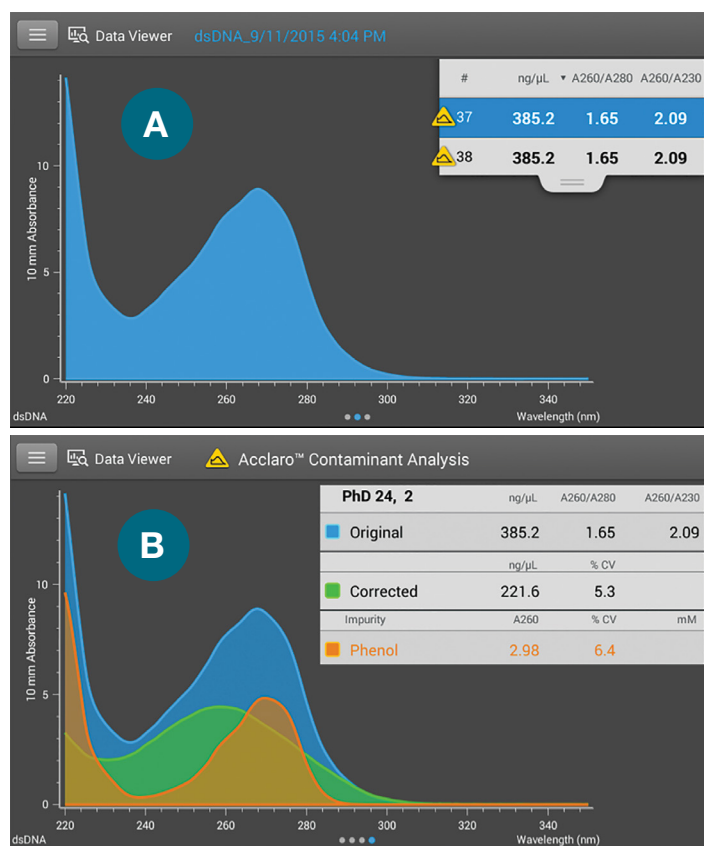 Data Viewer dsDNA_9/11/2015 4:04 PM
A
# ng/µL ▼ A260/A280 A260/A230
37 385.2 1.65 2.09
38 385.2 1.65 2.09
10 mm Absorbance
10
5
0
220 240 260 280 300 320 340
dsDNA Wavelength (nm)
Data Viewer Acclaro™ Contaminant Analysis
B
PhD 24, 2 ng/µL A260/A280 A260/A230
Original 385.2 1.65 2.09
ng/µL % CV
Corrected 221.6 5.3
Impurity A260 % CV mM
Phenol 2.98 6.4
10 mm Absorbance
10
5
0
220 240 260 280 300 320 340
dsDNA Wavelength (nm)